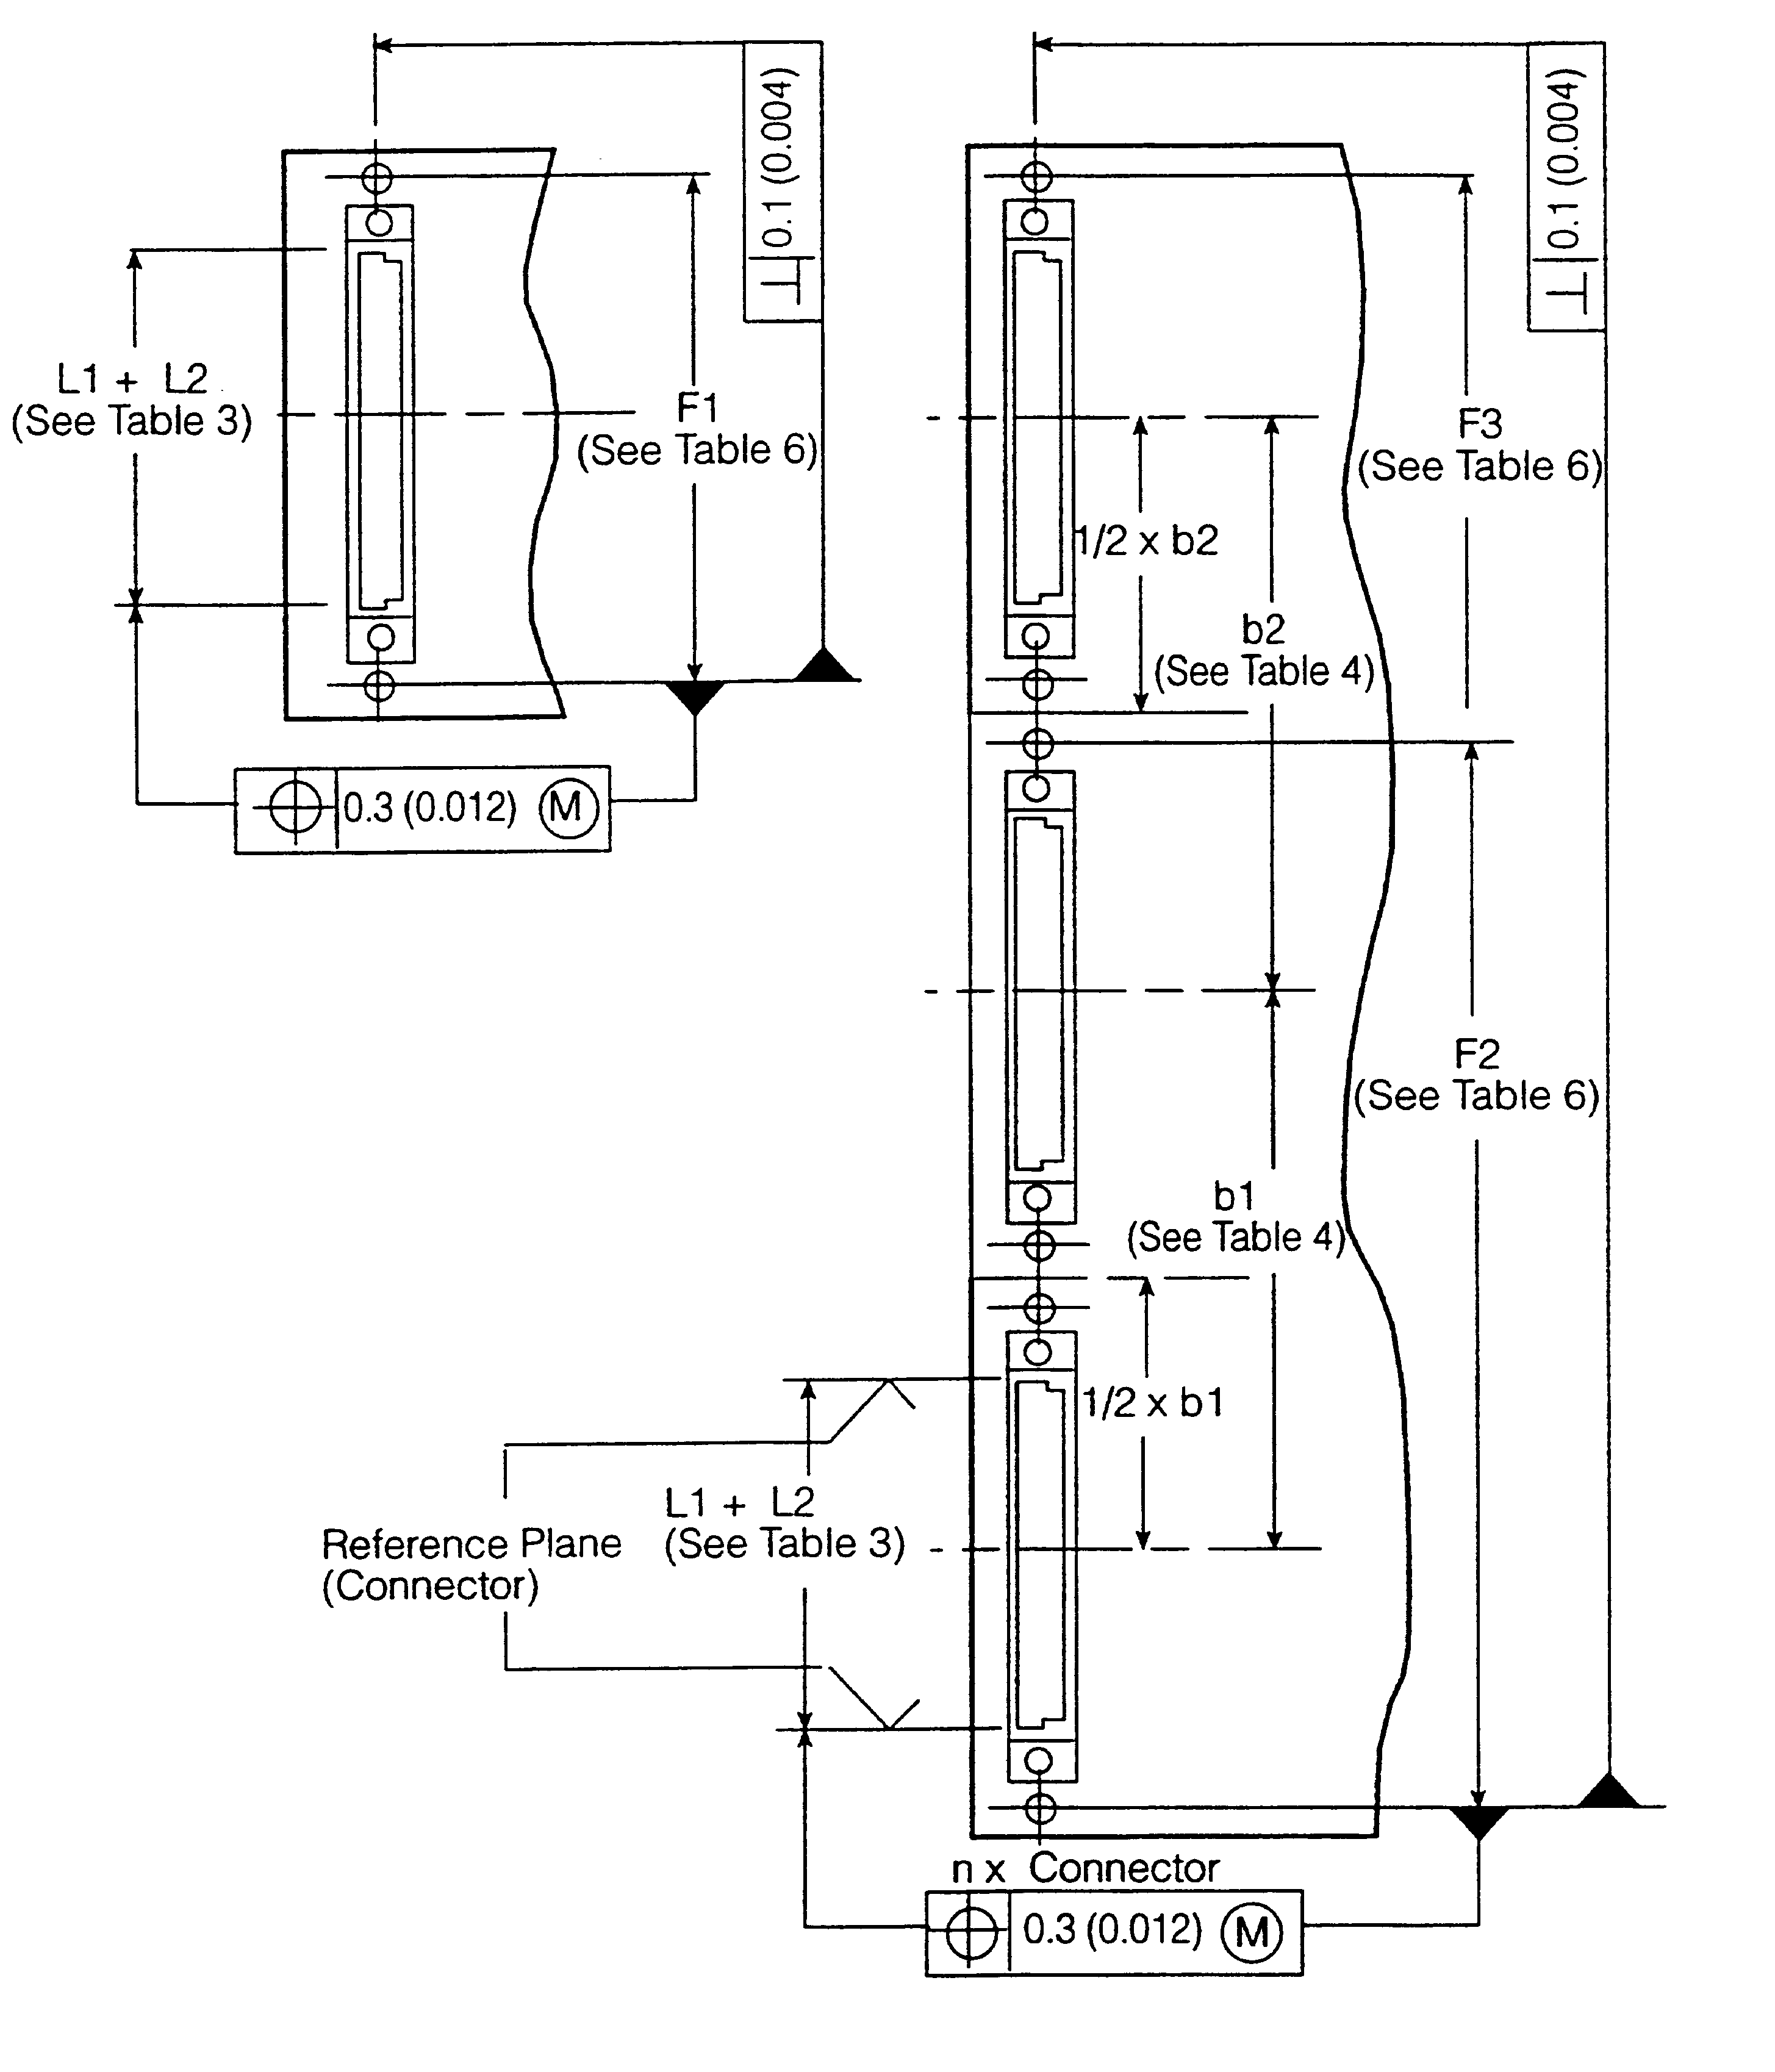 0.1 (0.004)
L1 + L2
(See Table 3)
F1
(See Table 6)
0.3 (0.012) M
0.1 (0.004)
F3
(See Table 6)
1/2 x b2
b2
(See Table 4)
F2
(See Table 6)
b1
(See Table 4)
1/2 x b1
L1 + L2
(See Table 3)
Reference Plane
(Connector)
n x Connector
0.3 (0.012) M